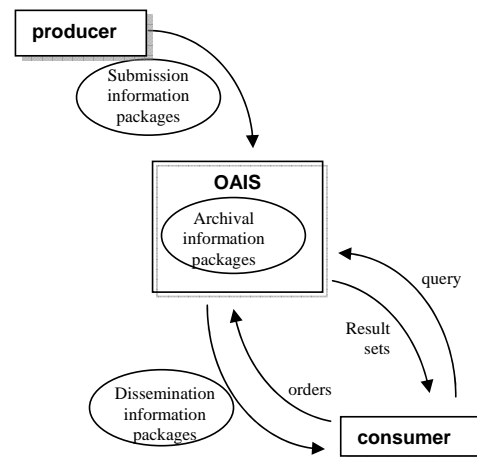 producer
Submission
information
packages
OAIS
Archival
information
packages
query
Result
sets
orders
Dissemination
information
packages
consumer